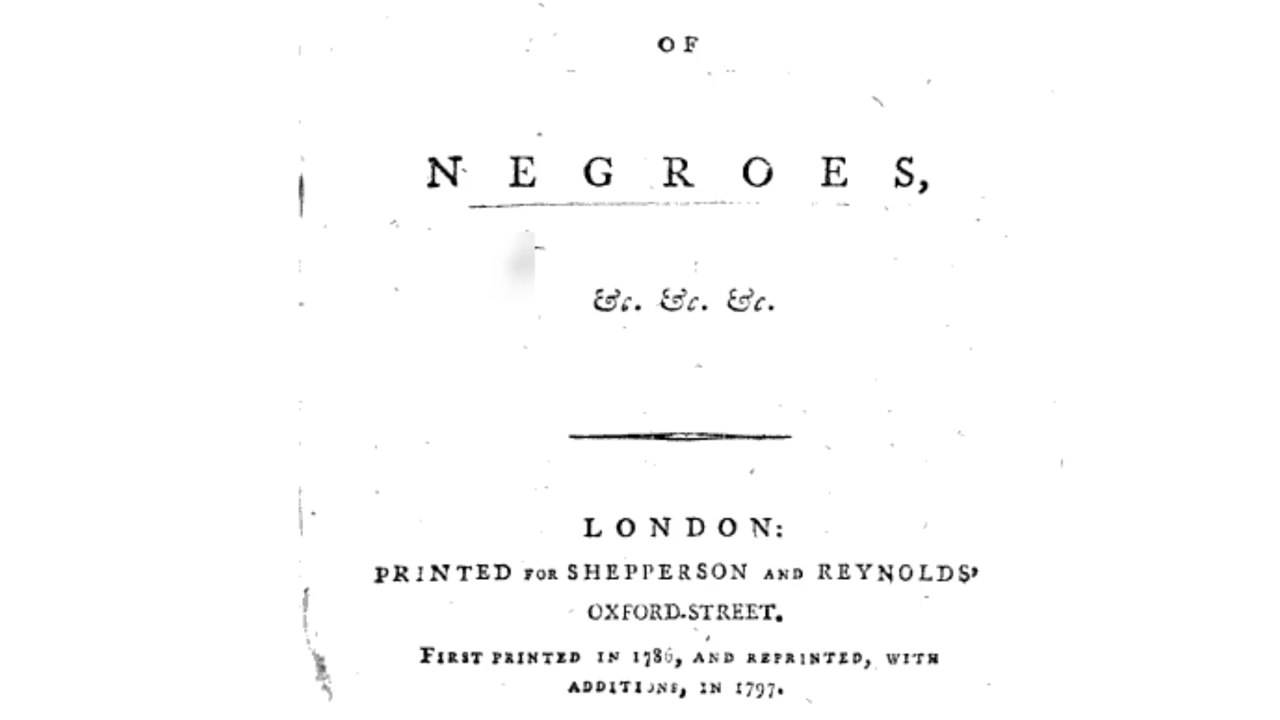 OF
NEGROES,
&c. &c. &c.
LONDON:
PRINTED FOR SHEPPERSON AND REYNOLDS,
OXFORD-STREET.
FIRST PRINTED IN 1786, AND REPRINTED, WITH
ADDITIONS, IN 1797.